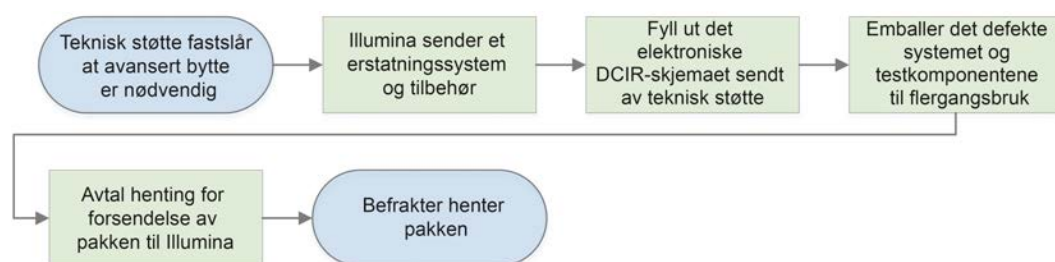 Teknisk støtte fastslår
at avansert bytte
er nødvendig
Illumina sender et
erstatningssystem
og tilbehør
Fyll ut det
elektroniske
DCIR-skjemaet sendt
av teknisk støtte
Emballer det defekte
systemet og
testkomponentene
til flergangsbruk
Avtal henting for
forsendelse av
pakken til Illumina
Befrakter henter
pakken